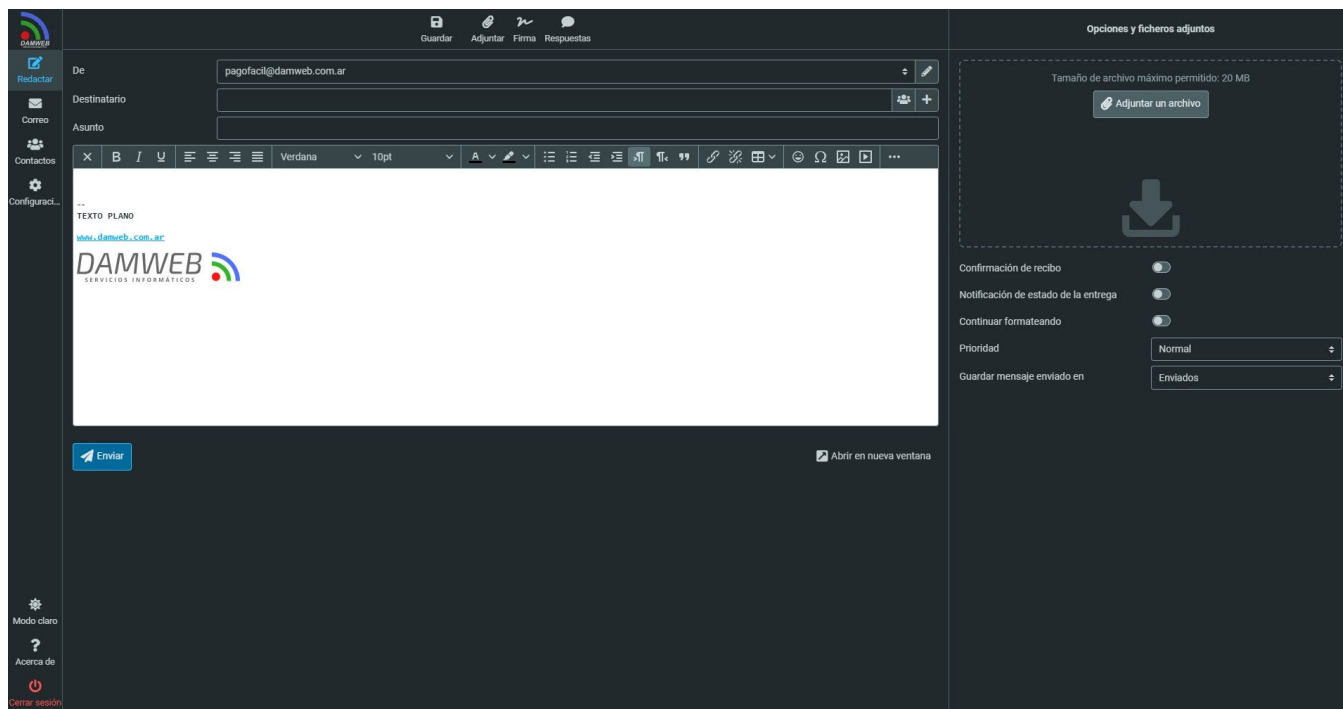 DAMWEB
Redactar
Correo
Contactos
Configuraci...
Modo claro
Acerca de
Cerrar sesión
Guardar
Adjuntar
Firma
Respuestas
De
pagofacil@damweb.com.ar
Destinatario
Asunto
B I U Verdana 10pt A Ω ...
--
TEXTO PLANO
www.damweb.com.ar
DAMWEB
SERVICIOS INFORMÁTICOS
Enviar
Abrir en nueva ventana
Opciones y ficheros adjuntos
Tamaño de archivo máximo permitido: 20 MB
Adjuntar un archivo
Confirmación de recibo
Notificación de estado de la entrega
Continuar formateando
Prioridad
Normal
Guardar mensaje enviado en
Enviados